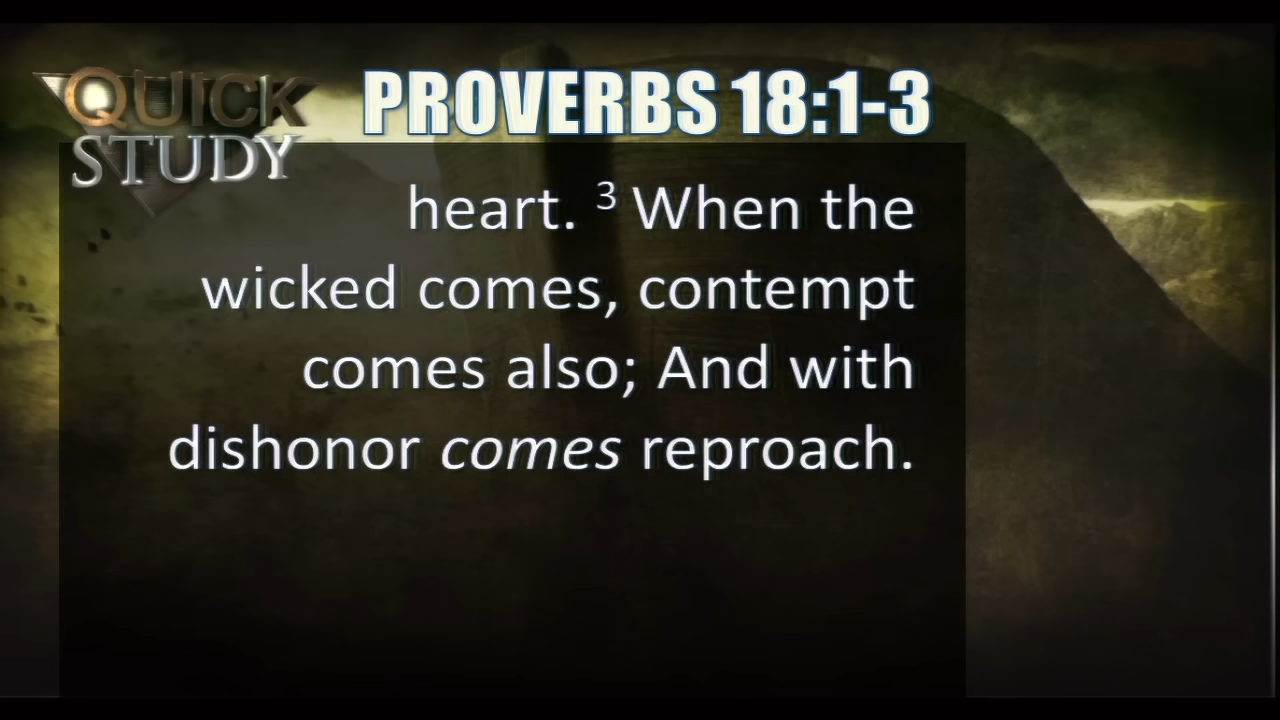 QUICK
STUDY
PROVERBS 18:1-3
heart. 3 When the
wicked comes, contempt
comes also; And with
dishonor comes reproach.